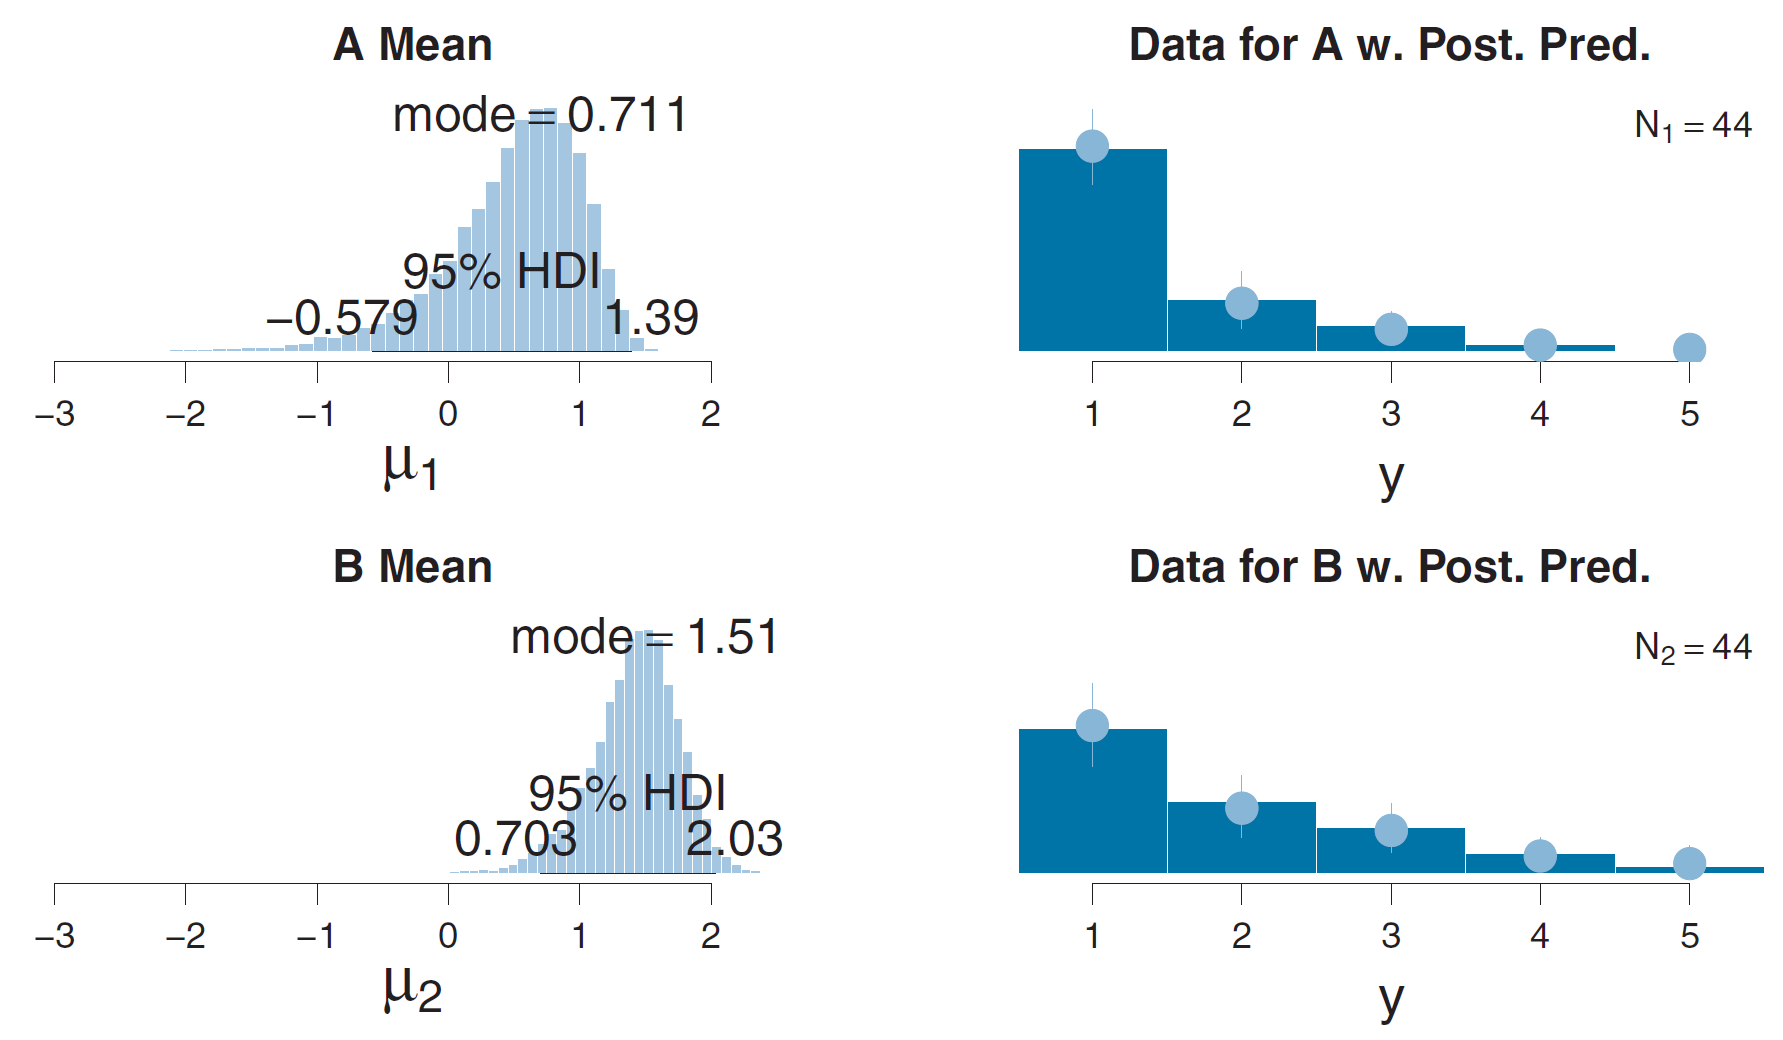 A Mean
mode = 0.711
95% HDI
−0.579 1.39
−3 −2 −1 0 1 2
μ1
Data for A w. Post. Pred.
N1 = 44
1 2 3 4 5
y
B Mean
mode = 1.51
95% HDI
0.703 2.03
−3 −2 −1 0 1 2
μ2
Data for B w. Post. Pred.
N2 = 44
1 2 3 4 5
y